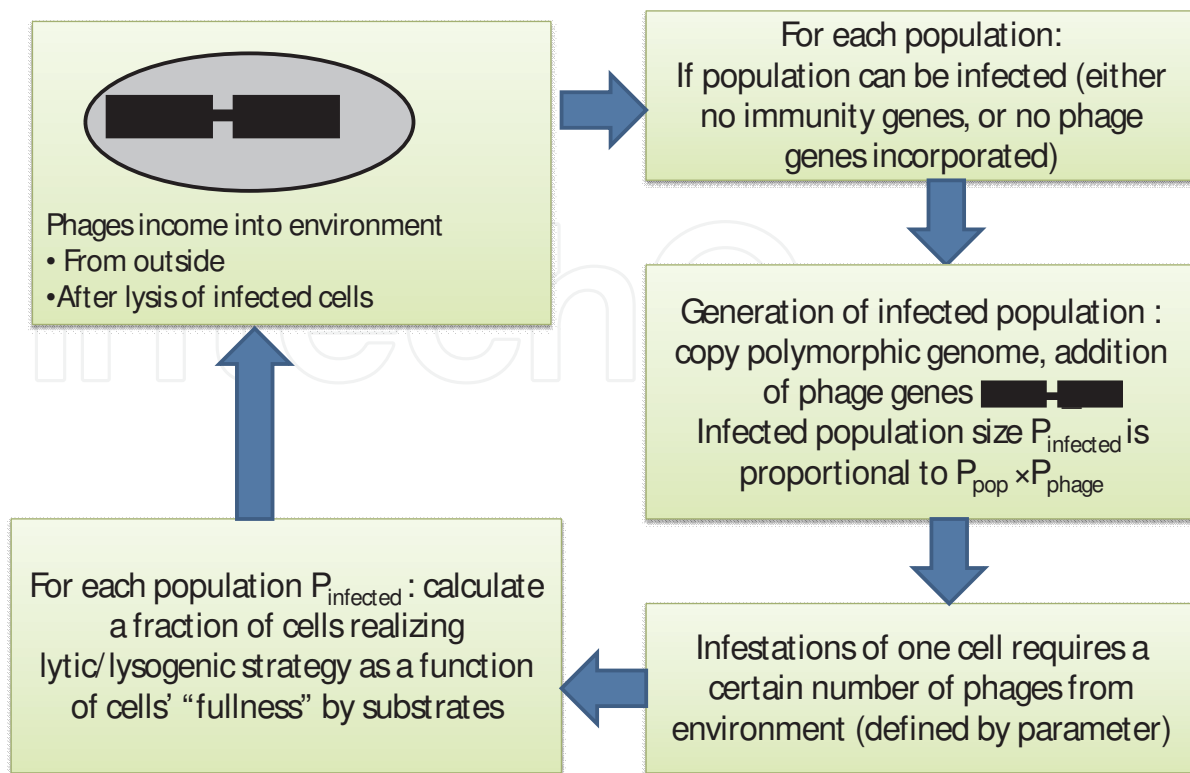 Phages income into environment
• From outside
•After lysis of infected cells
For each population:
If population can be infected (either
no immunity genes, or no phage
genes incorporated)
Generation of infected population :
copy polymorphic genome, addition
of phage genes
Infected population size Pinfected is
proportional to Ppop ×Pphage
Infestations of one cell requires a
certain number of phages from
environment (defined by parameter)
For each population Pinfected : calculate
a fraction of cells realizing
lytic/lysogenic strategy as a function
of cells’ “fullness” by substrates